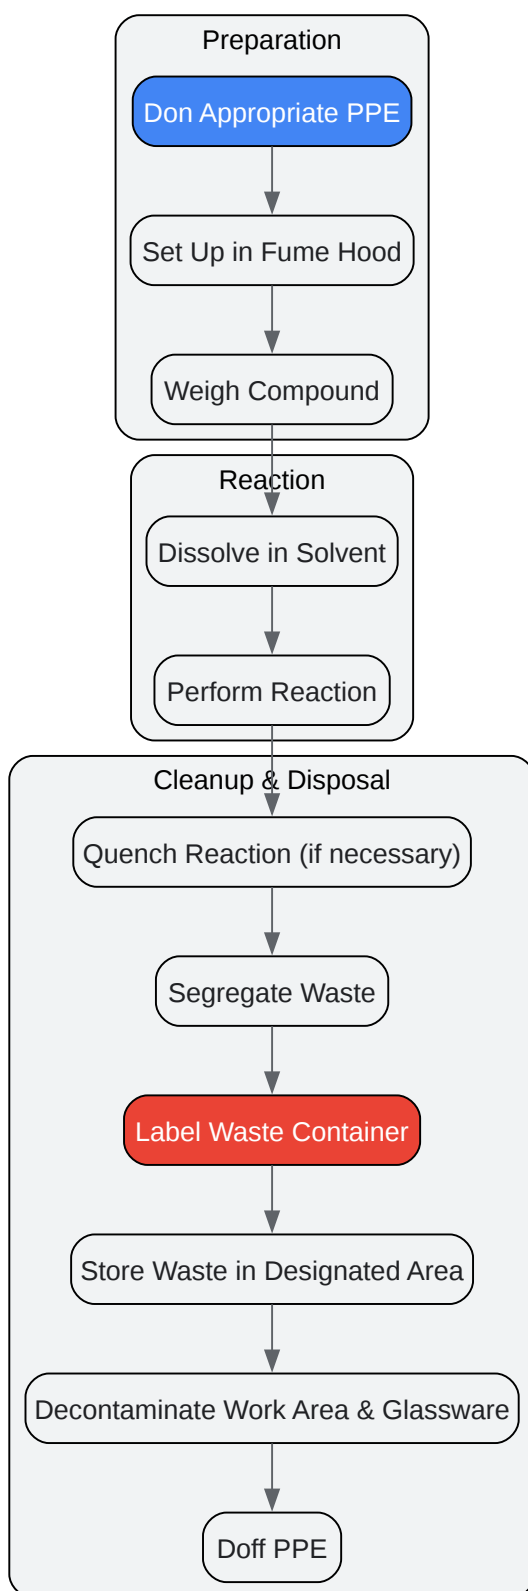 Preparation
Don Appropriate PPE
Set Up in Fume Hood
Weigh Compound
Reaction
Dissolve in Solvent
Perform Reaction
Cleanup & Disposal
Quench Reaction (if necessary)
Segregate Waste
Label Waste Container
Store Waste in Designated Area
Decontaminate Work Area & Glassware
Doff PPE